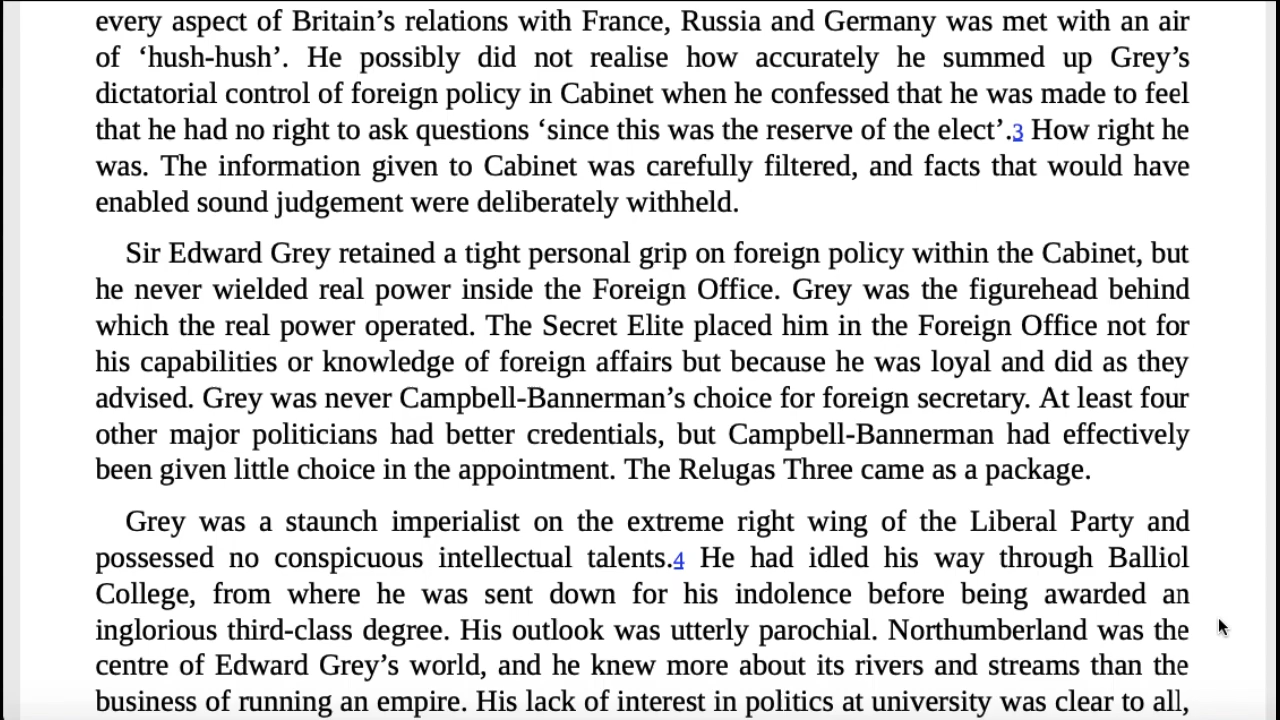 every aspect of Britain’s relations with France, Russia and Germany was met with an air
of ‘hush-hush’. He possibly did not realise how accurately he summed up Grey’s
dictatorial control of foreign policy in Cabinet when he confessed that he was made to feel
that he had no right to ask questions ‘since this was the reserve of the elect’.3 How right he
was. The information given to Cabinet was carefully filtered, and facts that would have
enabled sound judgement were deliberately withheld.
Sir Edward Grey retained a tight personal grip on foreign policy within the Cabinet, but
he never wielded real power inside the Foreign Office. Grey was the figurehead behind
which the real power operated. The Secret Elite placed him in the Foreign Office not for
his capabilities or knowledge of foreign affairs but because he was loyal and did as they
advised. Grey was never Campbell-Bannerman’s choice for foreign secretary. At least four
other major politicians had better credentials, but Campbell-Bannerman had effectively
been given little choice in the appointment. The Relugas Three came as a package.
Grey was a staunch imperialist on the extreme right wing of the Liberal Party and
possessed no conspicuous intellectual talents.4 He had idled his way through Balliol
College, from where he was sent down for his indolence before being awarded an
inglorious third-class degree. His outlook was utterly parochial. Northumberland was the
centre of Edward Grey’s world, and he knew more about its rivers and streams than the
business of running an empire. His lack of interest in politics at university was clear to all,